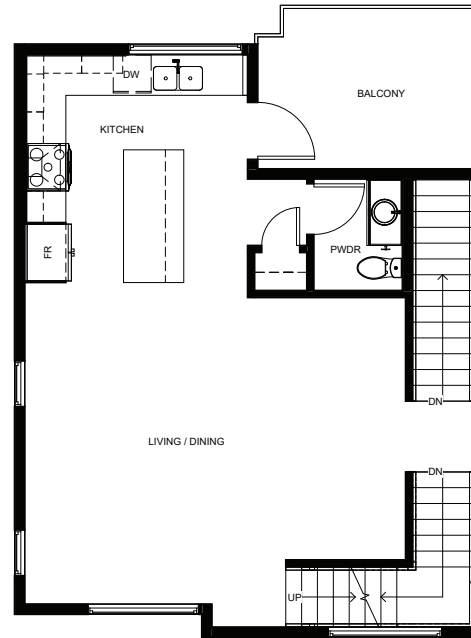 DW
BALCONY
KITCHEN
FR
PWDR
DN
LIVING / DINING
DN
UP